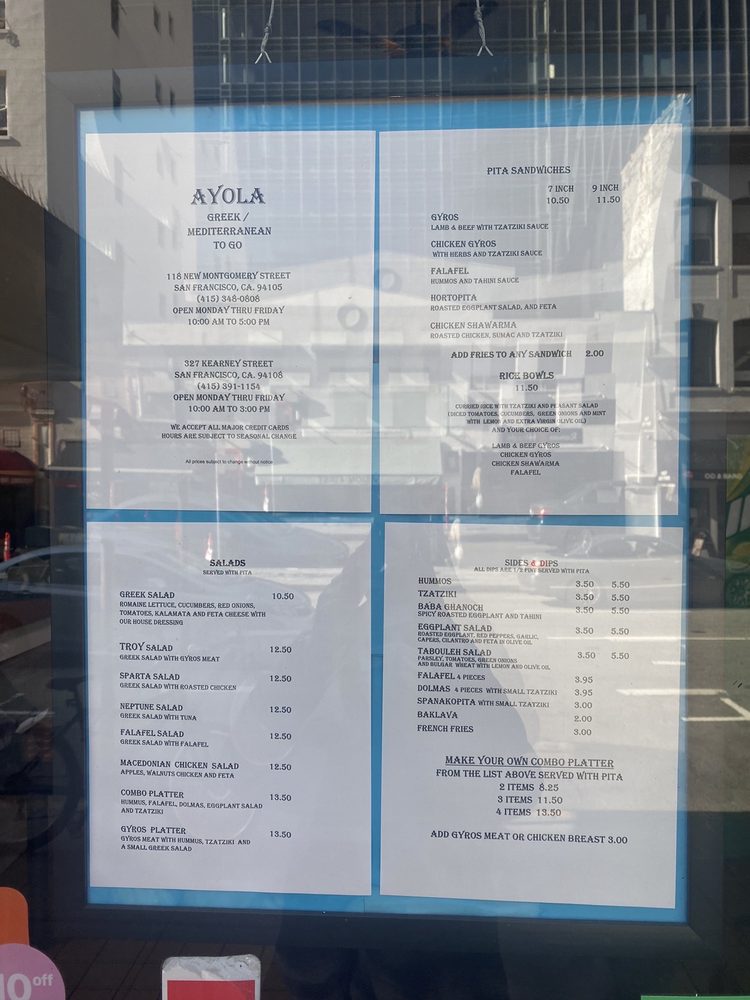 AYOLA
GREEK /
MEDITERRANEAN
TO GO
118 NEW MONTGOMERY STREET
SAN FRANCISCO, CA. 94105
(415) 348-0808
OPEN MONDAY THRU FRIDAY
10:00 AM TO 5:00 PM
327 KEARNEY STREET
SAN FRANCISCO, CA. 94108
(415) 391-1154
OPEN MONDAY THRU FRIDAY
10:00 AM TO 3:00 PM
WE ACCEPT ALL MAJOR CREDIT CARDS
HOURS ARE SUBJECT TO SEASONAL CHANGE
All prices subject to change without notice
PITA SANDWICHES
7 INCH 9 INCH
10.50 11.50
GYROS
LAMB & BEEF WITH TZATZIKI SAUCE
CHICKEN GYROS
WITH HERBS AND TZATZIKI SAUCE
FALAFEL
HUMMOS AND TAHINI SAUCE
HORTOPITA
ROASTED EGGPLANT SALAD, AND FETA
CHICKEN SHAWARMA
ROASTED CHICKEN, SUMAC AND TZATZIKI
ADD FRIES TO ANY SANDWICH 2.00
RICE BOWLS
11.50
CURRIED RICE WITH TZATZIKI AND PEASANT SALAD
(DICED TOMATOES, CUCUMBERS, GREEN ONIONS AND MINT
WITH LEMON AND EXTRA VIRGIN OLIVE OIL)
AND YOUR CHOICE OF:
LAMB & BEEF GYROS
CHICKEN GYROS
CHICKEN SHAWARMA
FALAFEL
SALADS
SERVED WITH PITA
GREEK SALAD 10.50
ROMAINE LETTUCE, CUCUMBERS, RED ONIONS,
TOMATOES, KALAMATA AND FETA CHEESE WITH
OUR HOUSE DRESSING
TROY SALAD 12.50
GREEK SALAD WITH GYROS MEAT
SPARTA SALAD 12.50
GREEK SALAD WITH ROASTED CHICKEN
NEPTUNE SALAD 12.50
GREEK SALAD WITH TUNA
FALAFEL SALAD 12.50
GREEK SALAD WITH FALAFEL
MACEDONIAN CHICKEN SALAD 12.50
APPLES, WALNUTS CHICKEN AND FETA
COMBO PLATTER 13.50
HUMMUS, FALAFEL, DOLMAS, EGGPLANT SALAD
AND TZATZIKI
GYROS PLATTER 13.50
GYROS MEAT WITH HUMMUS, TZATZIKI AND
A SMALL GREEK SALAD
SIDES & DIPS
ALL DIPS ARE 1/2 PINT SERVED WITH PITA
HUMMOS 3.50 5.50
TZATZIKI 3.50 5.50
BABA GHANOCH 3.50 5.50
SPICY ROASTED EGGPLANT AND TAHINI
EGGPLANT SALAD 3.50 5.50
ROASTED EGGPLANT, RED PEPPERS, GARLIC,
CAPERS, CILANTRO AND FETA IN OLIVE OIL
TABOULEH SALAD 3.50 5.50
PARSLEY, TOMATOES, GREEN ONIONS
AND BULGAR WHEAT WITH LEMON AND OLIVE OIL
FALAFEL 4 PIECES 3.95
DOLMAS 4 PIECES WITH SMALL TZATZIKI 3.95
SPANAKOPITA WITH SMALL TZATZIKI 3.00
BAKLAVA 2.00
FRENCH FRIES 3.00
MAKE YOUR OWN COMBO PLATTER
FROM THE LIST ABOVE SERVED WITH PITA
2 ITEMS 8.25
3 ITEMS 11.50
4 ITEMS 13.50
ADD GYROS MEAT OR CHICKEN BREAST 3.00
10 off